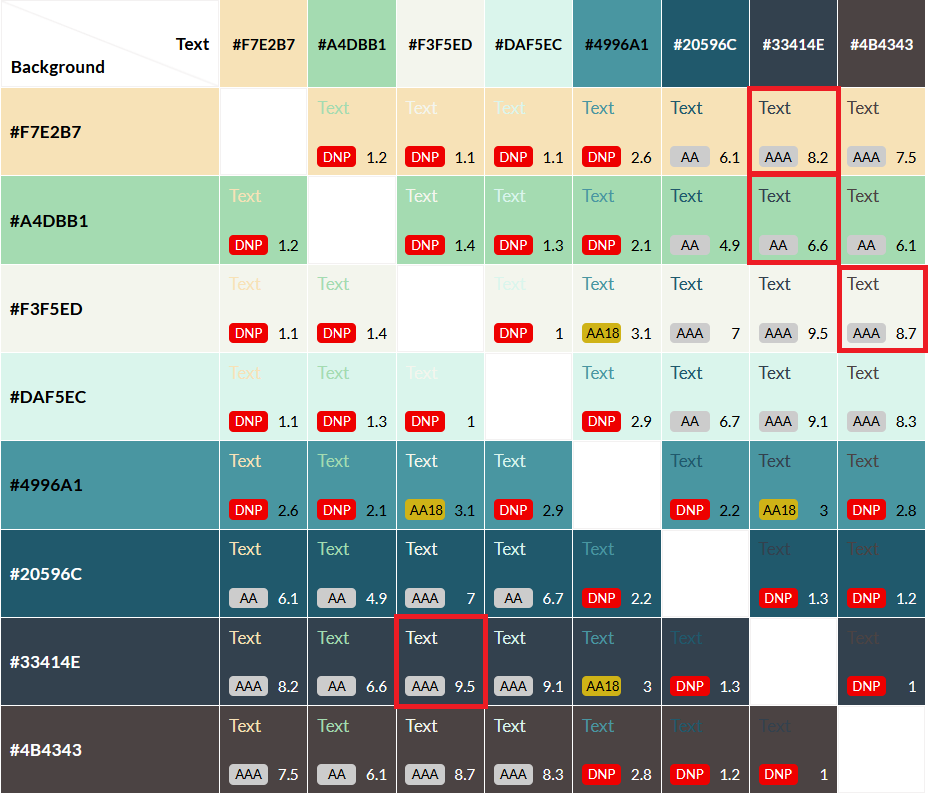 Text
Background
#F7E2B7 #A4DBB1 #F3F5ED #DAF5EC #4996A1 #20596C #33414E #4B4343
#F7E2B7
Text Text Text Text Text Text Text
DNP 1.2 DNP 1.1 DNP 1.1 DNP 2.6 AA 6.1 AAA 8.2 AAA 7.5
#A4DBB1
Text Text Text Text Text Text Text
DNP 1.2 DNP 1.4 DNP 1.3 DNP 2.1 AA 4.9 AA 6.6 AA 6.1
#F3F5ED
Text Text Text Text Text Text Text
DNP 1.1 DNP 1.4 DNP 1 AA18 3.1 AAA 7 AAA 9.5 AAA 8.7
#DAF5EC
Text Text Text Text Text Text Text
DNP 1.1 DNP 1.3 DNP 1 DNP 2.9 AA 6.7 AAA 9.1 AAA 8.3
#4996A1
Text Text Text Text Text Text Text
DNP 2.6 DNP 2.1 AA18 3.1 DNP 2.9 DNP 2.2 AA18 3 DNP 2.8
#20596C
Text Text Text Text Text Text Text
AA 6.1 AA 4.9 AAA 7 AA 6.7 DNP 2.2 DNP 1.3 DNP 1.2
#33414E
Text Text Text Text Text Text Text
AAA 8.2 AA 6.6 AAA 9.5 AAA 9.1 AA18 3 DNP 1.3 DNP 1
#4B4343
Text Text Text Text Text Text Text
AAA 7.5 AA 6.1 AAA 8.7 AAA 8.3 DNP 2.8 DNP 1.2 DNP 1